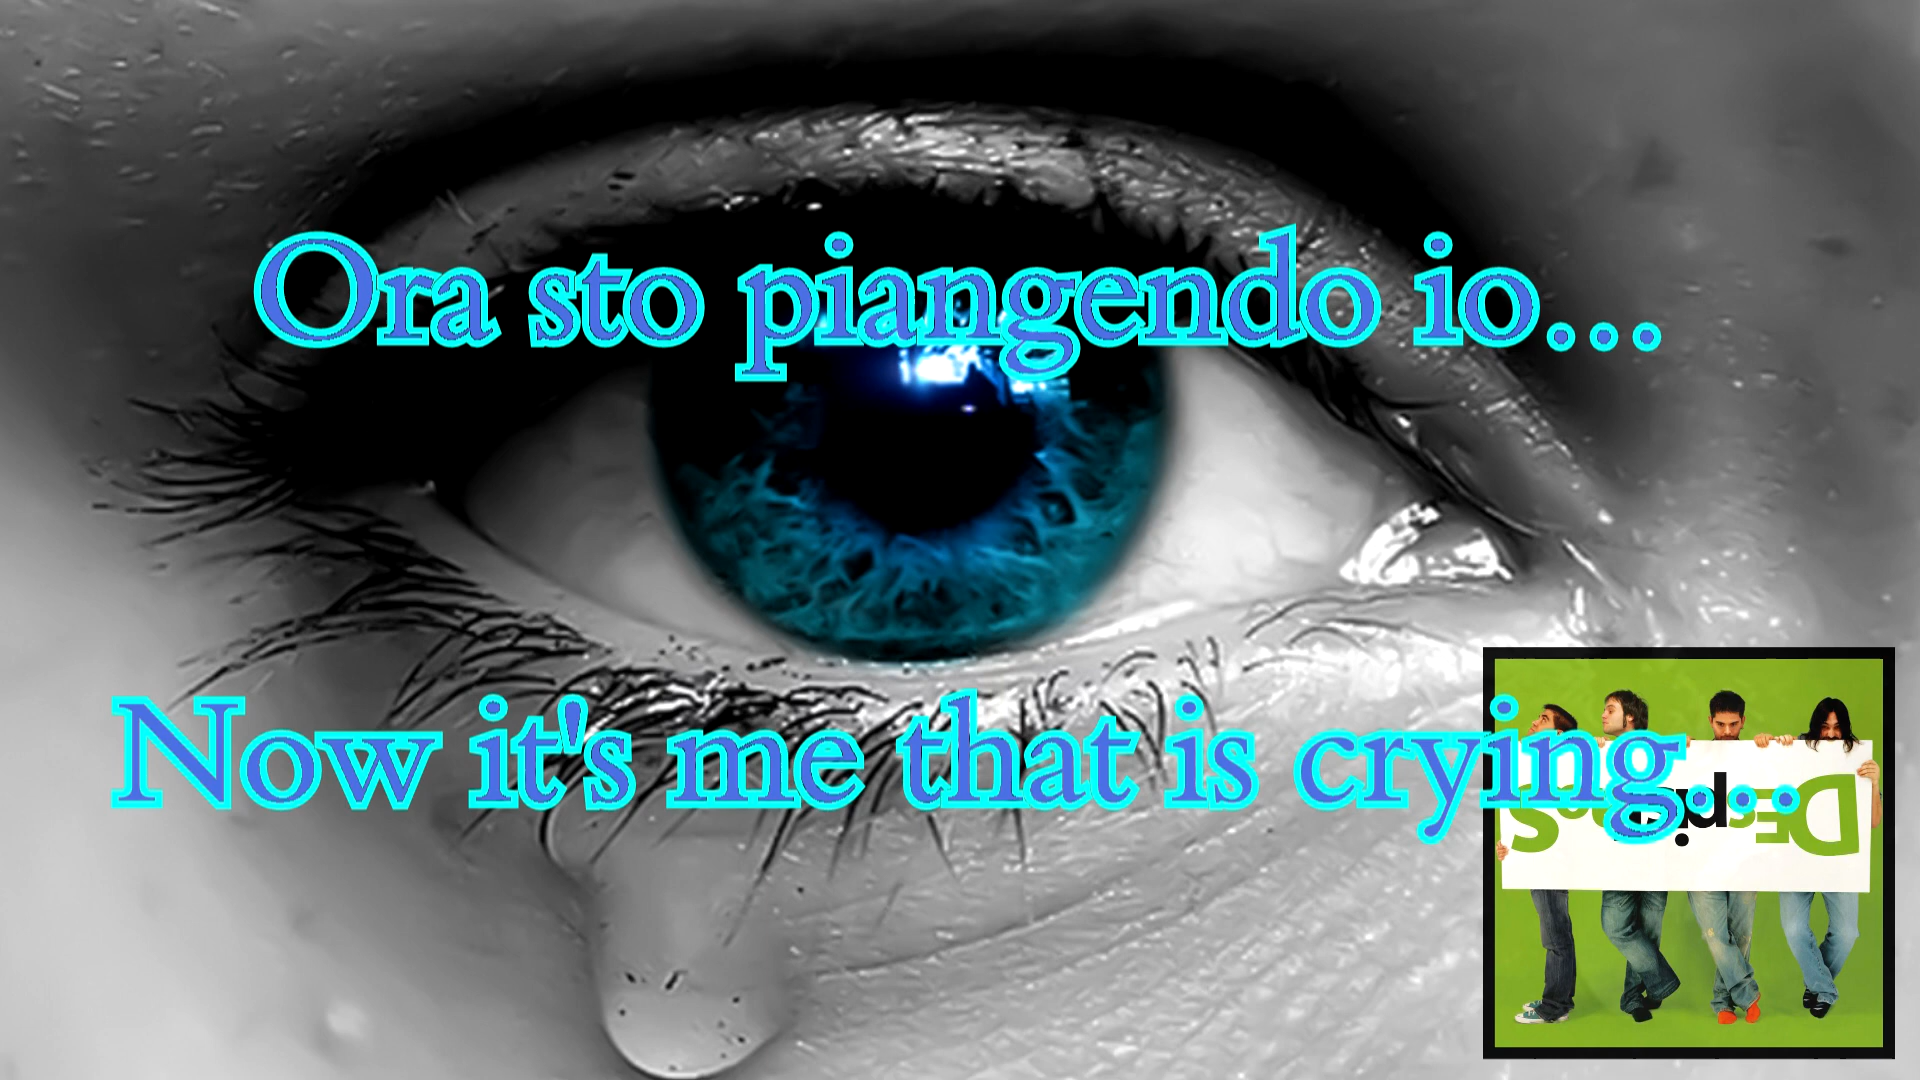 Ora sto piangendo io...
Now it's me that is crying....